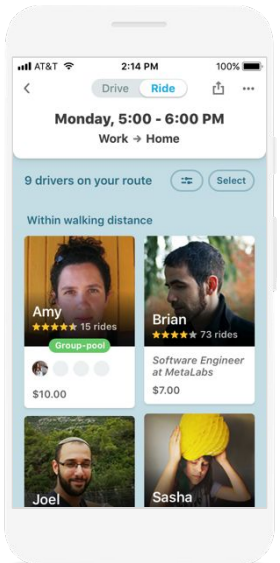 AT&T 2:14 PM 100%
Drive Ride
Monday, 5:00 - 6:00 PM
Work → Home
9 drivers on your route Select
Within walking distance
Amy
15 rides
Group-pool
$10.00
Brian
73 rides
Software Engineer
at MetaLabs
$7.00
Joel
Sasha